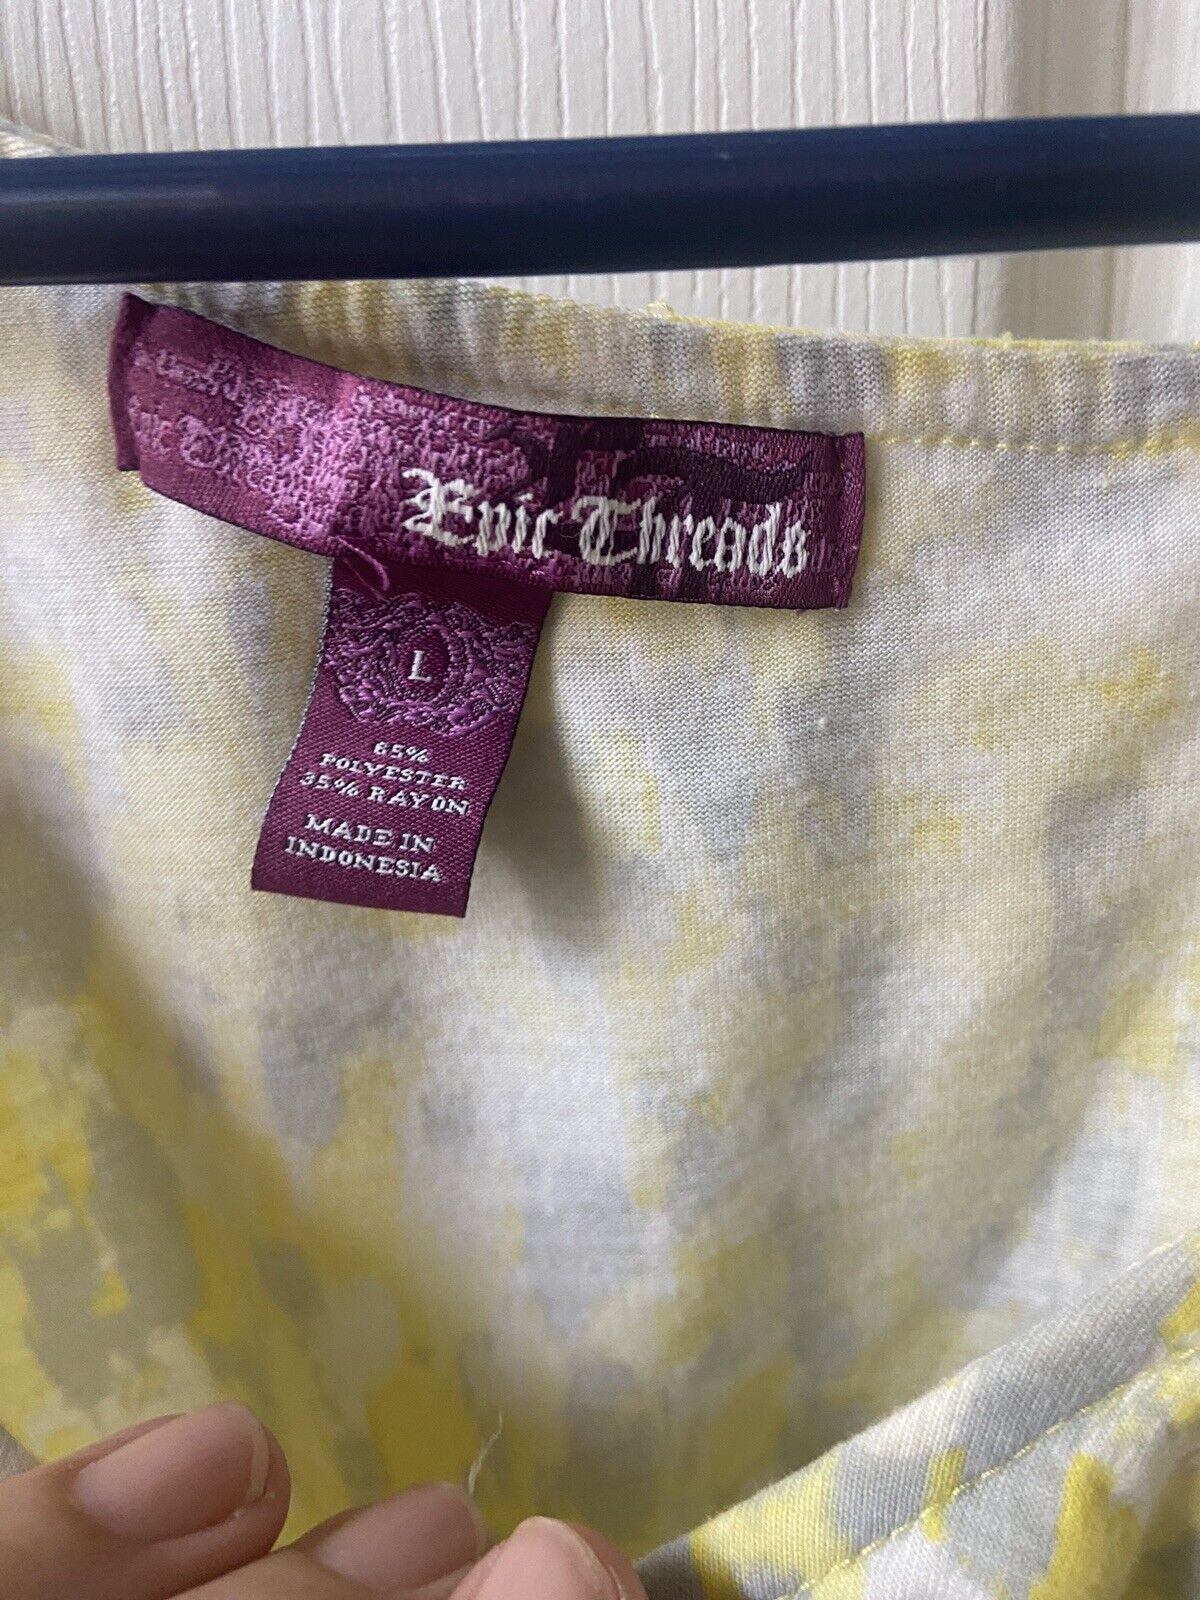 Epic Threads
L
65%
POLYESTER
35% RAYON
MADE IN
INDONESIA